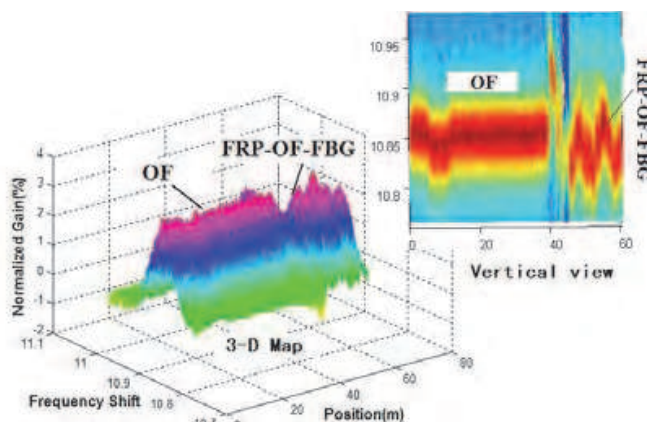 10.95
10.9
10.85
10.8
OF
FRP-OF-FBG
0
20
40
60
Vertical view
4
3
2
1
0
-1
-2
Normalized Gain(%)
OF
FRP-OF-FBG
3-D Map
11.1
11
10.9
10.8
Frequency Shift
20
40
60
80
Position(m)